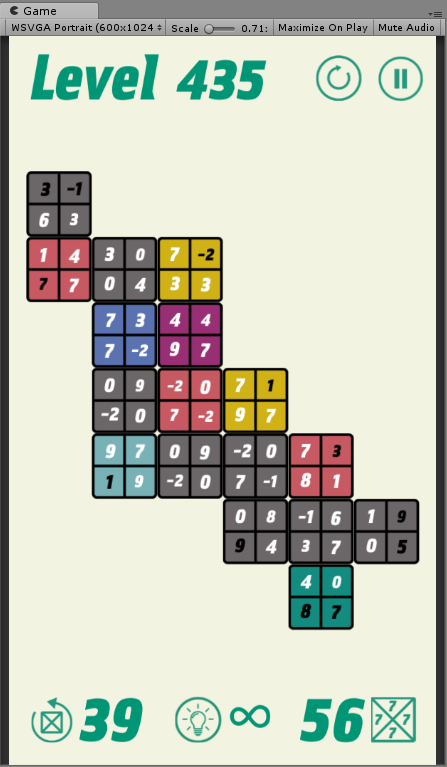 Game
WSVGA Portrait (600x1024 Scale 0.71: Maximize On Play Mute Audio
Level 435
3 -1
6 3
1 4 3 0 7 -2
7 7 0 4 3 3
7 3 4 4
7 -2 9 7
0 9 -2 0 7 1
-2 0 7 -2 9 7
9 7 0 9 -2 0 7 3
1 9 -2 0 7 -1 8 1
0 8 -1 6 1 9
9 4 3 7 0 5
4 0
8 7
39 ∞ 56 7 7 7 7